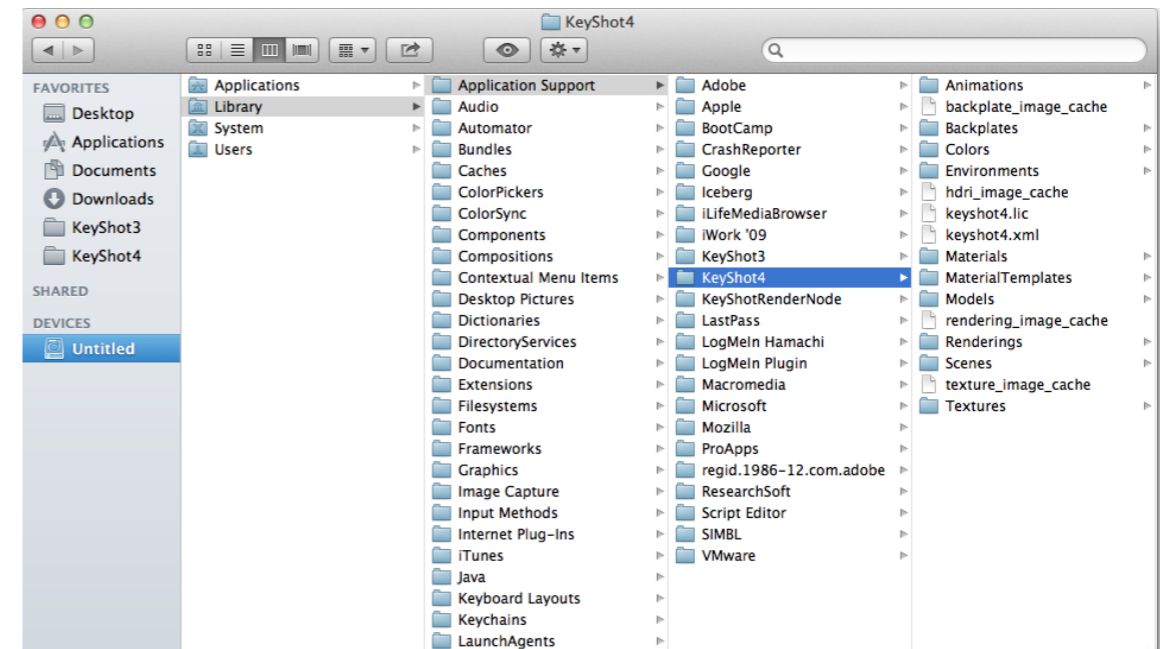 KeyShot4
FAVORITES
Desktop
Applications
Documents
Downloads
KeyShot3
KeyShot4
SHARED
DEVICES
Untitled
Applications
Library
System
Users
Application Support
Audio
Automator
Bundles
Caches
ColorPickers
ColorSync
Components
Compositions
Contextual Menu Items
Desktop Pictures
Dictionaries
DirectoryServices
Documentation
Extensions
Filesystems
Fonts
Frameworks
Graphics
Image Capture
Input Methods
Internet Plug-Ins
iTunes
Java
Keyboard Layouts
Keychains
LaunchAgents
Adobe
Apple
BootCamp
CrashReporter
Google
Iceberg
iLifeMediaBrowser
iWork '09
KeyShot3
KeyShot4
KeyShotRenderNode
LastPass
LogMeIn Hamachi
LogMeIn Plugin
Macromedia
Microsoft
Mozilla
ProApps
regid.1986-12.com.adobe
ResearchSoft
Script Editor
SIMBL
VMware
Animations
backplate_image_cache
Backplates
Colors
Environments
hdri_image_cache
keyshot4.lic
keyshot4.xml
Materials
MaterialTemplates
Models
rendering_image_cache
Renderings
Scenes
texture_image_cache
Textures